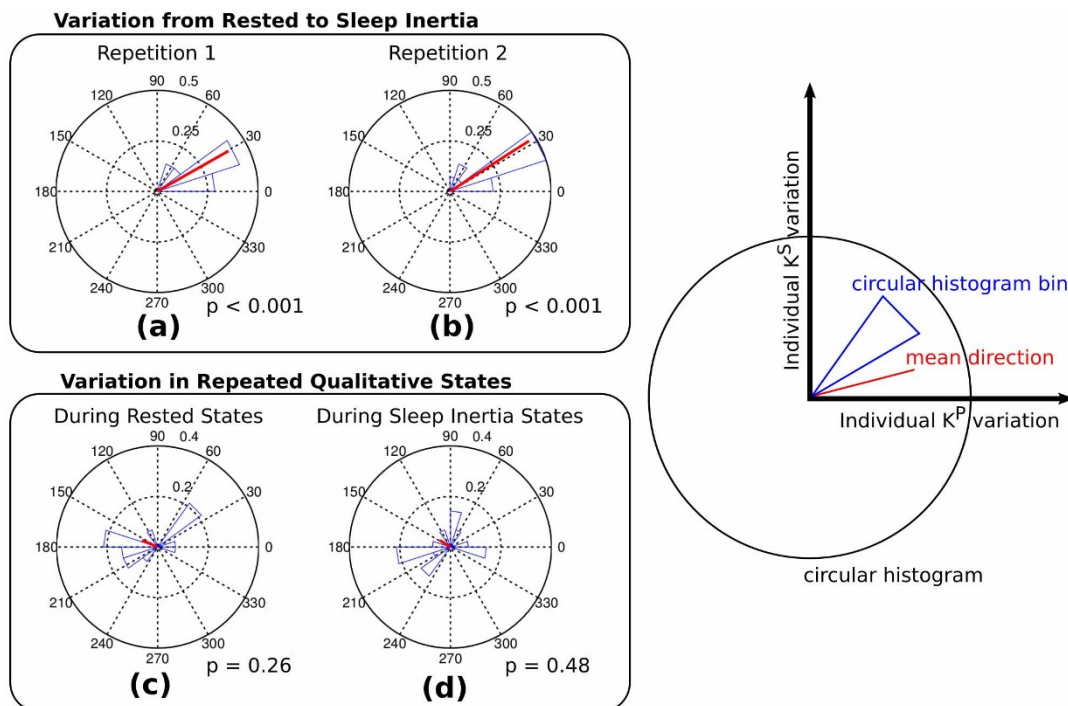 Variation from Rested to Sleep Inertia
Repetition 1
90
0.5
120
60
0.25
150
30
180
0
210
330
240
300
270
p < 0.001
(a)
Repetition 2
90
0.5
120
60
0.25
150
30
180
0
210
330
240
300
270
p < 0.001
(b)
Variation in Repeated Qualitative States
During Rested States
90
0.4
120
60
0.2
150
30
180
0
210
330
240
300
270
p = 0.26
(c)
During Sleep Inertia States
90
0.4
120
60
0.2
150
30
180
0
210
330
240
300
270
p = 0.48
(d)
Individual K^S variation
circular histogram bin
mean direction
Individual K^P variation
circular histogram